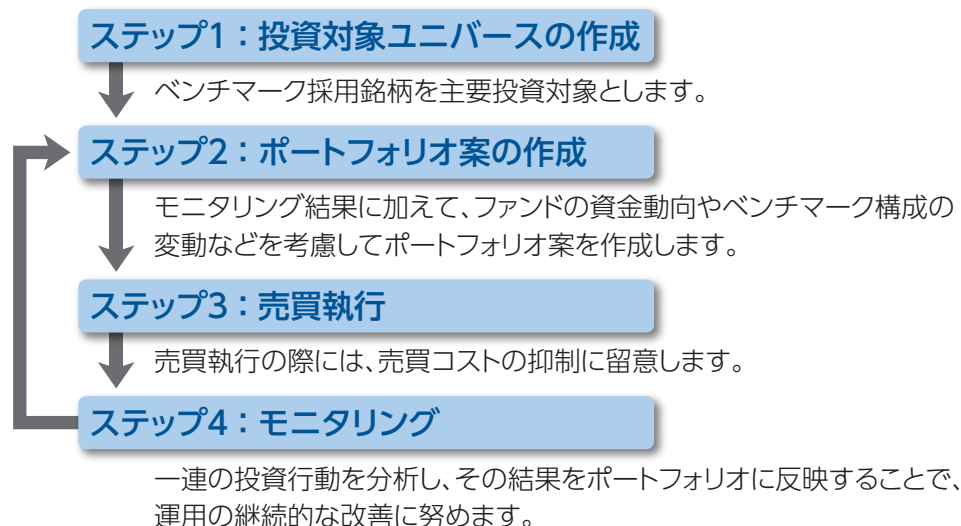 ステップ1：投資対象ユニバースの作成
ベンチマーク採用銘柄を主要投資対象とします。
ステップ2：ポートフォリオ案の作成
モニタリング結果に加えて、ファンドの資金動向やベンチマーク構成の
変動などを考慮してポートフォリオ案を作成します。
ステップ3：売買執行
売買執行の際には、売買コストの抑制に留意します。
ステップ4：モニタリング
一連の投資行動を分析し、その結果をポートフォリオに反映することで、
運用の継続的な改善に努めます。